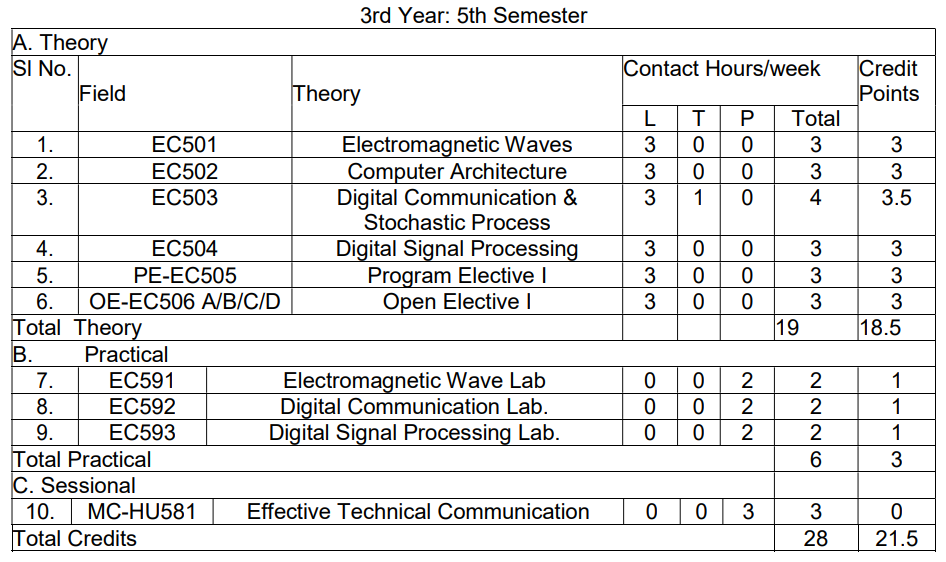 3rd Year: 5th Semester
A. Theory
Sl No. Field Theory Contact Hours/week Credit Points
L T P Total
1. EC501 Electromagnetic Waves 3 0 0 3 3
2. EC502 Computer Architecture 3 0 0 3 3
3. EC503 Digital Communication & 3 1 0 4 3.5
Stochastic Process
4. EC504 Digital Signal Processing 3 0 0 3 3
5. PE-EC505 Program Elective I 3 0 0 3 3
6. OE-EC506 A/B/C/D Open Elective I 3 0 0 3 3
Total Theory 19 18.5
B. Practical
7. EC591 Electromagnetic Wave Lab 0 0 2 2 1
8. EC592 Digital Communication Lab. 0 0 2 2 1
9. EC593 Digital Signal Processing Lab. 0 0 2 2 1
Total Practical 6 3
C. Sessional
10. MC-HU581 Effective Technical Communication 0 0 3 3 0
Total Credits 28 21.5